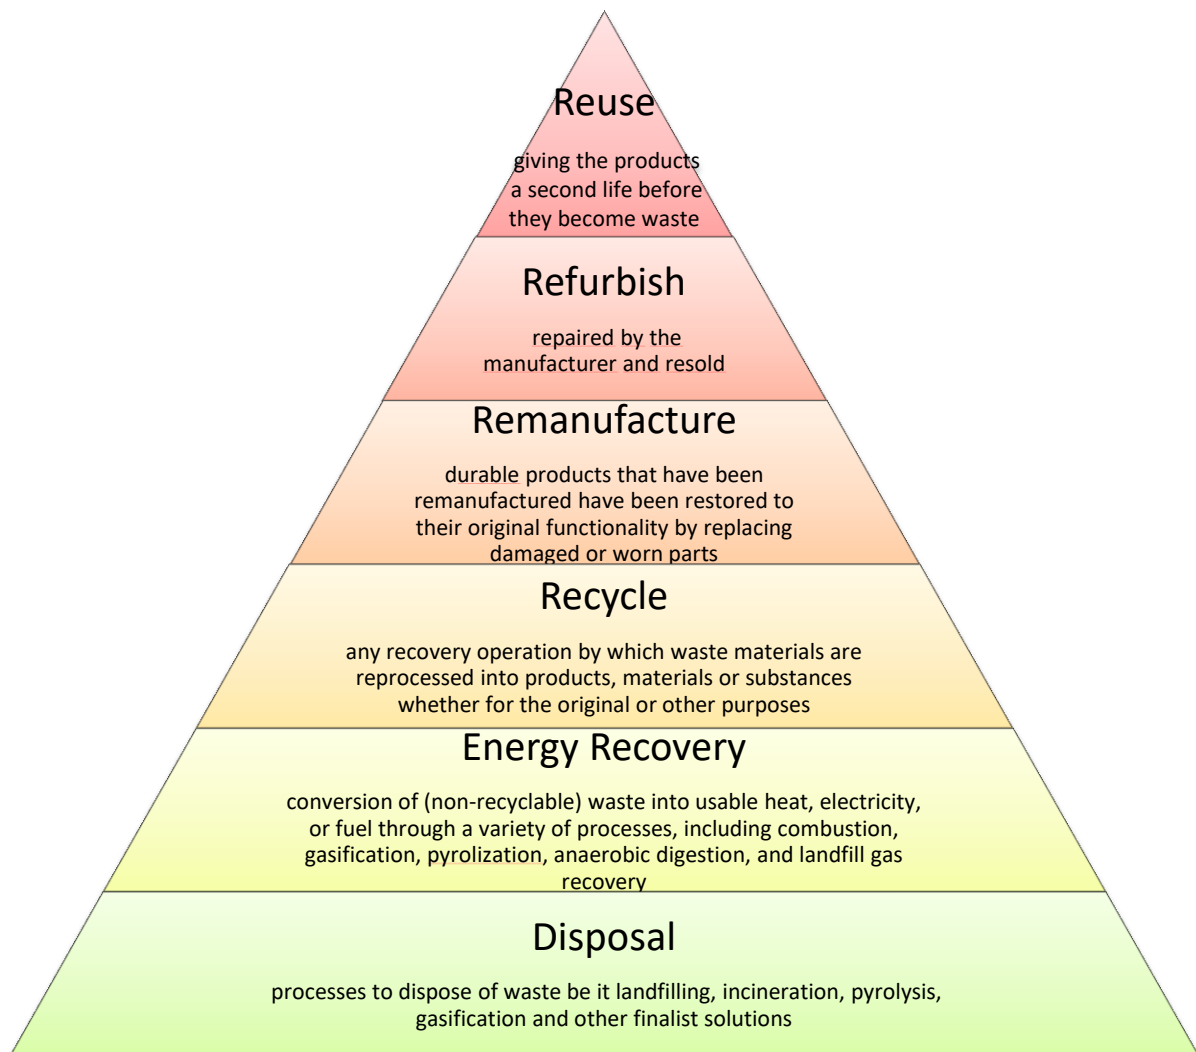 Reuse
giving the products
a second life before
they become waste
Refurbish
repaired by the
manufacturer and resold
Remanufacture
durable products that have been
remanufactured have been restored to
their original functionality by replacing
damaged or worn parts
Recycle
any recovery operation by which waste materials are
reprocessed into products, materials or substances
whether for the original or other purposes
Energy Recovery
conversion of (non-recyclable) waste into usable heat, electricity,
or fuel through a variety of processes, including combustion,
gasification, pyrolization, anaerobic digestion, and landfill gas
recovery
Disposal
processes to dispose of waste be it landfilling, incineration, pyrolysis,
gasification and other finalist solutions